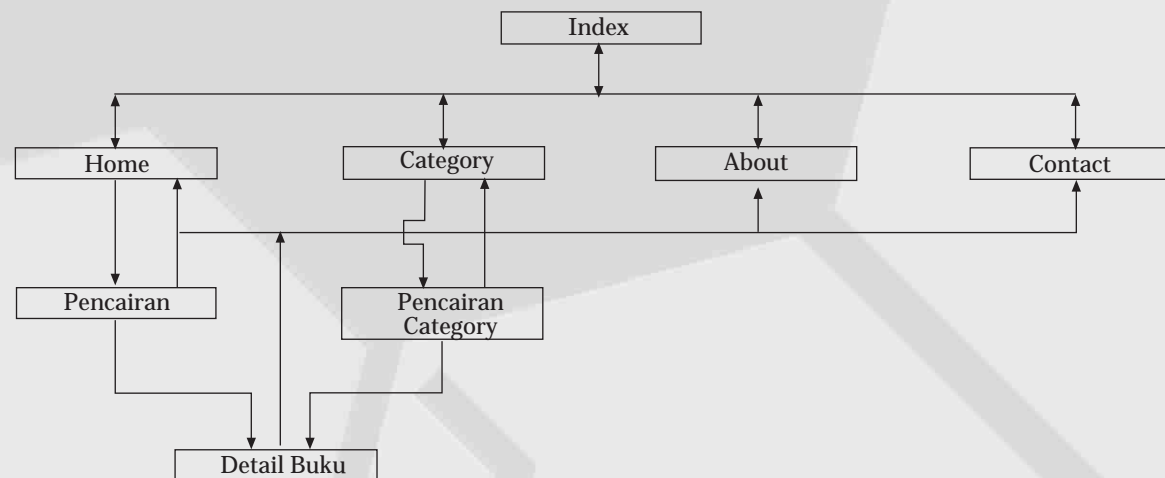 Index
Home
Category
About
Contact
Pencairan
Pencairan
Category
Detail Buku